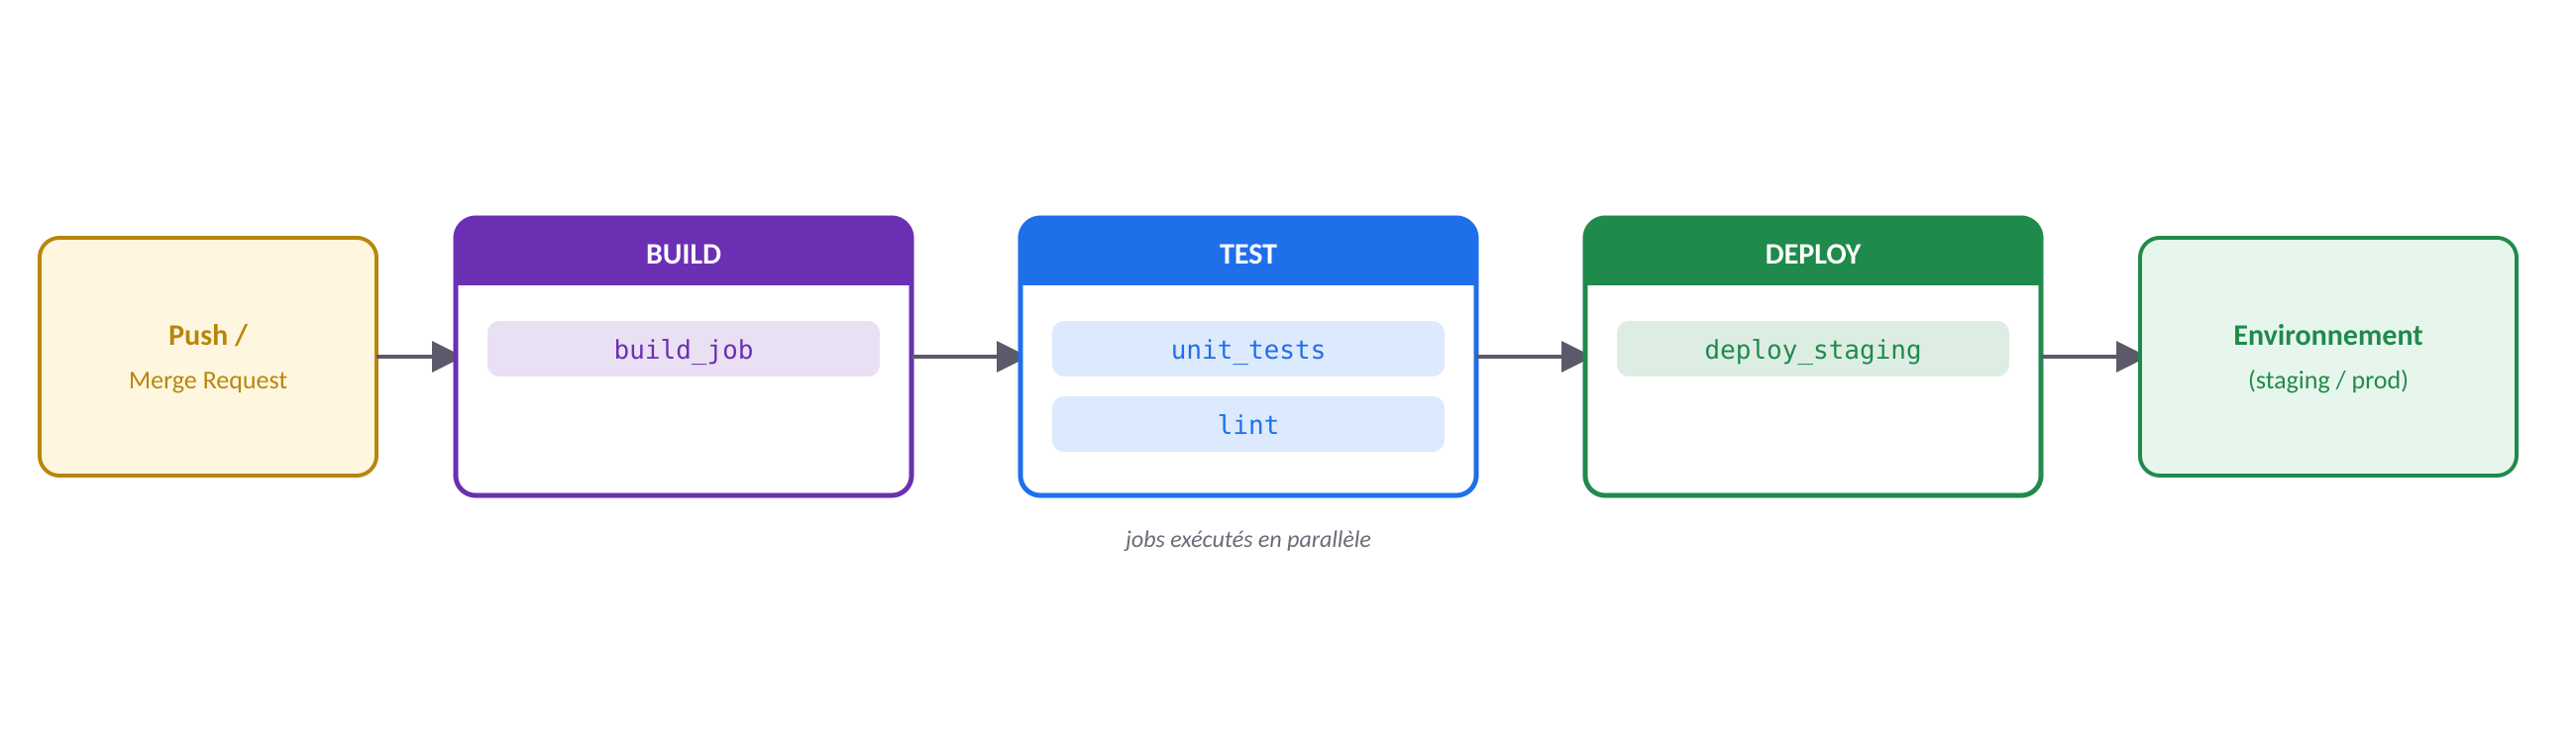 Push /
Merge Request
BUILD
build_job
TEST
unit_tests
lint
jobs exécutés en parallèle
DEPLOY
deploy_staging
Environnement
(staging / prod)